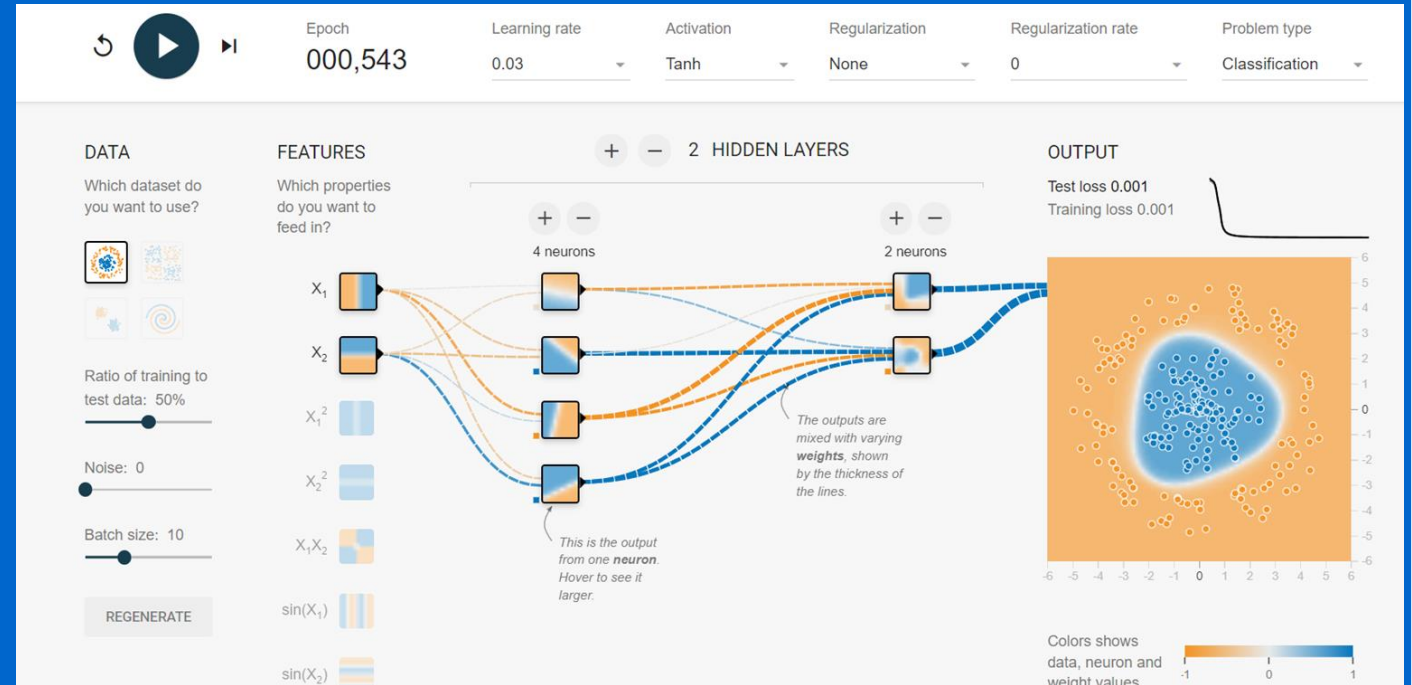 Epoch
000,543
Learning rate
0.03
Activation
Tanh
Regularization
None
Regularization rate
0
Problem type
Classification
DATA
Which dataset do
you want to use?
Ratio of training to
test data: 50%
Noise: 0
Batch size: 10
REGENERATE
FEATURES
Which properties
do you want to
feed in?
X1
X2
X1²
X2²
X1X2
sin(X1)
sin(X2)
+ − 2 HIDDEN LAYERS
+ −
4 neurons
+ −
2 neurons
This is the output
from one neuron.
Hover to see it
larger.
The outputs are
mixed with varying
weights, shown
by the thickness of
the lines.
OUTPUT
Test loss 0.001
Training loss 0.001
6
5
4
3
2
1
0
-1
-2
-3
-4
-5
-6
-6 -5 -4 -3 -2 -1 0 1 2 3 4 5 6
Colors shows
data, neuron and
weight values
-1 0 1